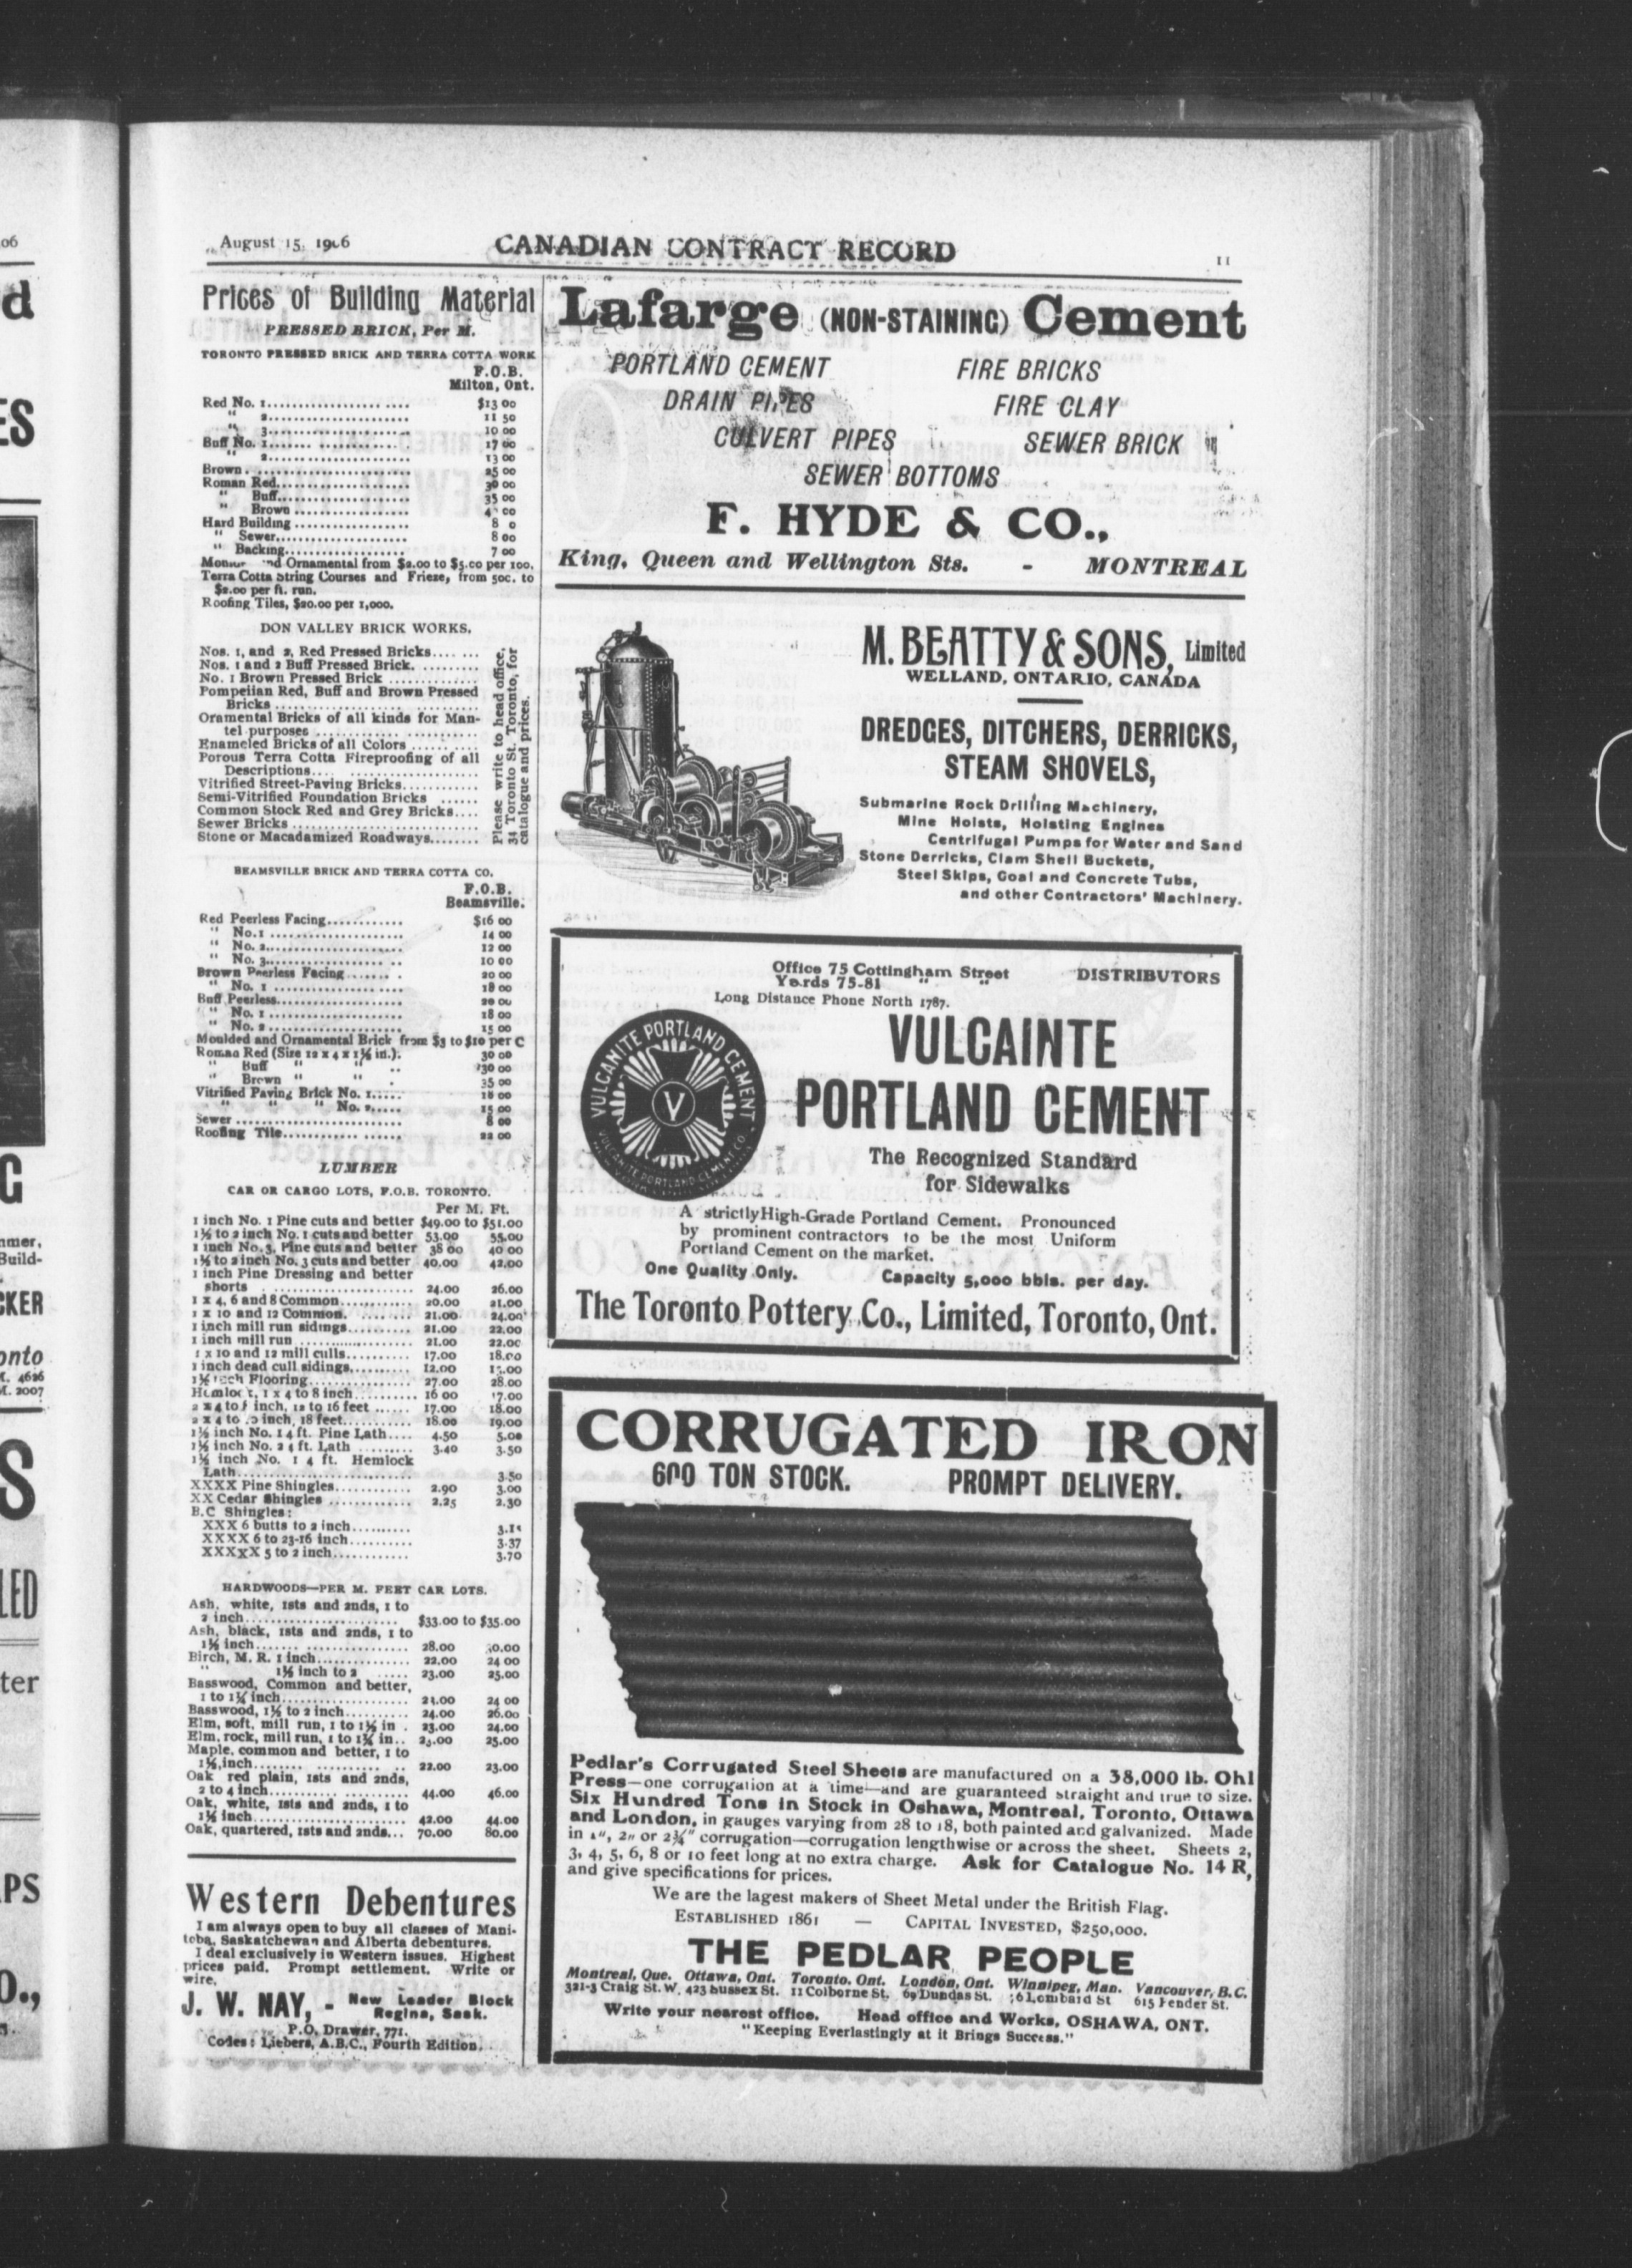 August 15, 1906
CANADIAN CONTRACT RECORD
11
Prices of Building Material
PRESSED BRICK, Per M.
TORONTO PRESSED BRICK AND TERRA COTTA WORK
F.O.B.
Milton, Ont.
Red No. 1.................. .... $13 00
" 2........................ 11 50
" 3........................ 10 00
Buff No. 1........ ............. 17 00
" 2........................ 13 00
Brown . ........................ 25 00
Roman Red.................... 30 00
" Buff.................... 35 00
" Brown ................. 00
Hard Building .................. 8 0
" Sewer..................... 8 00
" Backing................... 7 00
Ornamental from $2.00 to $5.00 per 100.
Terra Cotta String Courses and Frieze, from 50c. to
$2.00 per ft. run.
Roofing Tiles, $20.00 per 1,000.
DON VALLEY BRICK WORKS.
Nos. 1, and 2, Red Pressed Bricks.... ...
Nos. 1 and 2 Buff Pressed Brick. ..........
No. 1 Brown Pressed Brick ..............
Pompeiian Red, Buff and Brown Pressed
Bricks ................................
Oramental Bricks of all kinds for Man-
tel purposes ............ ............
Enameled Bricks of all Colors ...... ....
Porous Terra Cotta Fireproofing of all
Descriptions.... .....................
Vitrified Street-Paving Bricks............
Semi-Vitrified Foundation Bricks ......
Common Stock Red and Grey Bricks....
Sewer Bricks ..............................
Stone or Macadamized Roadways........
Please write to head office,
34 Toronto St. Toronto, for
catalogue and prices.
BEAMSVILLE BRICK AND TERRA COTTA CO.
F.O.B.
Beamsville.
Red Peerless Facing............ $16 00
" No.1 ...................... 14 00
" No. 2...................... 12 00
" No. 3.................. .. 10 00
Brown Peerless Facing ....... . 20 00
" No. 1 ................. .... 18 00
Buff Peerless................... 20 00
" No. 1 ...................... 18 00
" No. 2 ...................... 15 00
Moulded and Ornamental Brick from $3 to $10 per C
Roman Red (Size 12 x 4 x 1½ in.). 30 00
" Buff " " .. 30 00
" Brown " " . 35 00
Vitrified Paving Brick No. 1..... 18 00
" " " No. 2...... 15 00
Sewer ........................... 8 00
Roofing Tile............ ...... 22 00
LUMBER
CAR OR CARGO LOTS, F.O.B. TORONTO.
Per M. Ft.
1 inch No. 1 Pine cuts and better $49.00 to $51.00
1½ to 2 inch No. 1 cuts and better 53.00 55.00
1 inch No. 3, Pine cuts and better 38 00 40 00
1½ to 2 inch No. 3 cuts and better 40.00 42.00
1 inch Pine Dressing and better
shorts . ........................ 24.00 26.00
1 x 4, 6 and 8 Common............ 20.00 21.00
1 x 10 and 12 Common. ........ 21.00 24.00
1 inch mill run sidings.......... 21.00 22.00
1 inch mill run .................. 21.00 22.00
1 x 10 and 12 mill culls.......... 17.00 18.00
1 inch dead cull sidings.......... 12.00
1½ inch Flooring................ 27.00 28.00
Hemlock, 1 x 4 to 8 inch.......... 16 00 17.00
2 x 4 to inch, 12 to 16 feet ...... 17.00 18.00
2 x 4 to inch, 18 feet........... 18.00 19.00
1½ inch No. 1 4 ft. Pine Lath.... 4.50 5.00
1½ inch No. 2 4 ft. Lath ......... 3.40 3.50
1½ inch No. 1 4 ft. Hemlock
Lath............................ 3.50
XXXX Pine Shingles............ 2.90 3.00
XX Cedar Shingles ............. 2.25 2.30
B.C Shingles:
XXX 6 butts to 2 inch.......... 3.1
XXXX 6 to 23-16 inch.......... 3.37
XXXXX 5 to 2 inch............ 3.70
HARDWOODS—PER M. FEET CAR LOTS.
Ash, white, 1sts and 2nds, 1 to
2 inch........................ $33.00 to $35.00
Ash, black, 1sts and 2nds, 1 to
1½ inch....... ................ 28.00 30.00
Birch, M. R. 1 inch............... 22.00 24 00
" 1½ inch to 2 ..... 23.00 25.00
Basswood, Common and better,
1 to 1¼ inch.................... 23.00 24 00
Basswood, 1½ to 2 inch.......... 24.00 26.00
Elm, soft, mill run, 1 to 1½ in . 23.00 24.00
Elm, rock, mill run, 1 to 1½ in.. 25.00
Maple, common and better, 1 to
1½ inch........ .......... .. 22.00 23.00
Oak red plain, 1sts and 2nds,
2 to 4 inch............ .......... 44.00 46.00
Oak, white, 1sts and 2nds, 1 to
1½ inch........................ 42.00 44.00
Oak, quartered, 1sts and 2nds... 70.00 80.00
Western Debentures
I am always open to buy all classes of Mani-
toba, Saskatchewan and Alberta debentures.
I deal exclusively in Western issues. Highest
prices paid. Prompt settlement. Write or
wire.
J. W. NAY, - New Leader Block
Regina, Sask.
P.O. Drawer, 771.
Codes: Liebers, A.B.C., Fourth Edition.
Lafarge (NON-STAINING) Cement
PORTLAND CEMENT FIRE BRICKS
DRAIN PIPES FIRE CLAY
CULVERT PIPES SEWER BRICK
SEWER BOTTOMS
F. HYDE & CO.,
King, Queen and Wellington Sts. - MONTREAL
M. BEATTY & SONS, Limited
WELLAND, ONTARIO, CANADA
DREDGES, DITCHERS, DERRICKS,
STEAM SHOVELS,
Submarine Rock Drilling Machinery,
Mine Hoists, Hoisting Engines
Centrifugal Pumps for Water and Sand
Stone Derricks, Clam Shell Buckets,
Steel Skips, Coal and Concrete Tubs,
and other Contractors' Machinery.
Office 75 Cottingham Street DISTRIBUTORS
Yards 75-81 " "
Long Distance Phone North 1787.
VULCANITE PORTLAND CEMENT
V
VULCANITE PORTLAND CEMENT CO.
VULCAINTE
PORTLAND CEMENT
The Recognized Standard
for Sidewalks
A strictly High-Grade Portland Cement. Pronounced
by prominent contractors to be the most Uniform
Portland Cement on the market.
One Quality Only. Capacity 5,000 bbls. per day.
The Toronto Pottery Co., Limited, Toronto, Ont.
CORRUGATED IRON
600 TON STOCK. PROMPT DELIVERY.
Pedlar's Corrugated Steel Sheets are manufactured on a 38,000 lb. Ohl
Press—one corrugation at a time—and are guaranteed straight and true to size.
Six Hundred Tons in Stock in Oshawa, Montreal, Toronto, Ottawa
and London, in gauges varying from 28 to 18, both painted and galvanized. Made
in 1", 2" or 2¾" corrugation—corrugation lengthwise or across the sheet. Sheets 2,
3, 4, 5, 6, 8 or 10 feet long at no extra charge. Ask for Catalogue No. 14 R,
and give specifications for prices.
We are the lagest makers of Sheet Metal under the British Flag.
ESTABLISHED 1861 — CAPITAL INVESTED, $250,000.
THE PEDLAR PEOPLE
Montreal, Que. Ottawa, Ont. Toronto. Ont. London, Ont. Winnipeg, Man. Vancouver, B.C.
321-3 Craig St. W. 423 Sussex St. 11 Colborne St. 69 Dundas St. Lombard St 615 Pender St.
Write your nearest office. Head office and Works, OSHAWA, ONT.
"Keeping Everlastingly at it Brings Success."